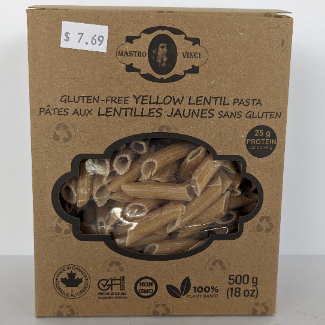 $ 7.69
MASTRO VINCI
GLUTEN-FREE YELLOW LENTIL PASTA
PÂTES AUX LENTILLES JAUNES SANS GLUTEN
25 g
PROTEIN
NON
GMO
100%
PLANT BASED
500 g
(18 oz)